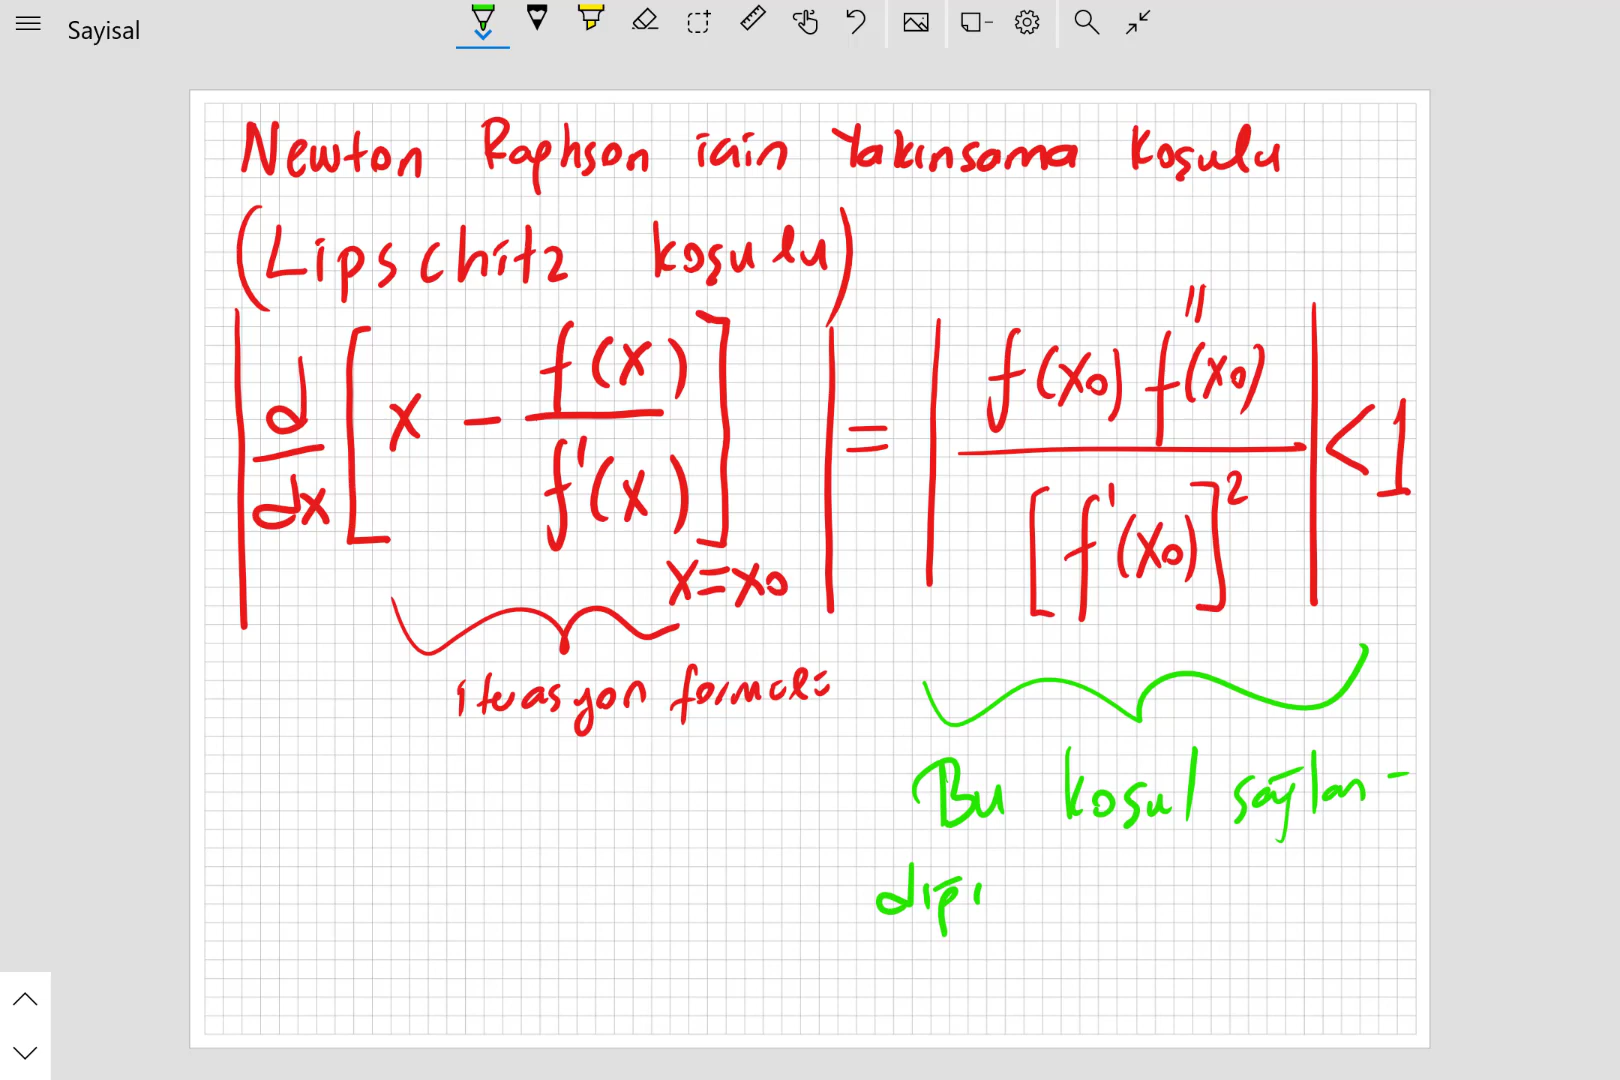 Sayisal
Newton Raphson için Yakınsama Koşulu
(Lipschitz koşulu)
| d/dx [ x - f(x)/f'(x) ] x=x0 | = | f(x0) f''(x0) / [f'(x0)]² | < 1
iterasyon formülü
Bu koşul sağlan-
dığı